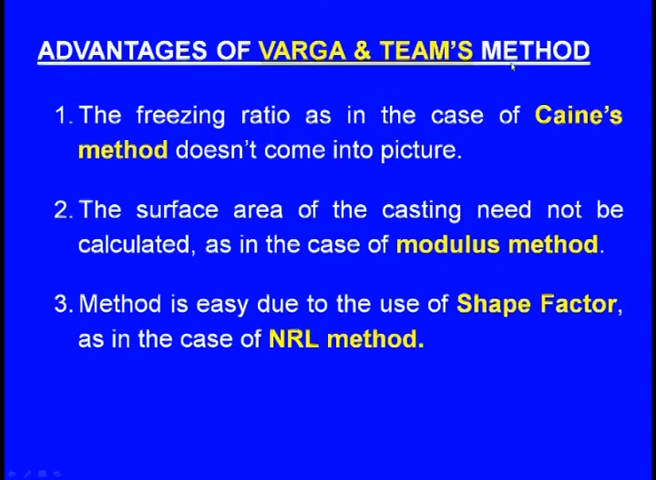 ADVANTAGES OF VARGA & TEAM'S METHOD
1. The freezing ratio as in the case of Caine's
method doesn't come into picture.
2. The surface area of the casting need not be
calculated, as in the case of modulus method.
3. Method is easy due to the use of Shape Factor,
as in the case of NRL method.